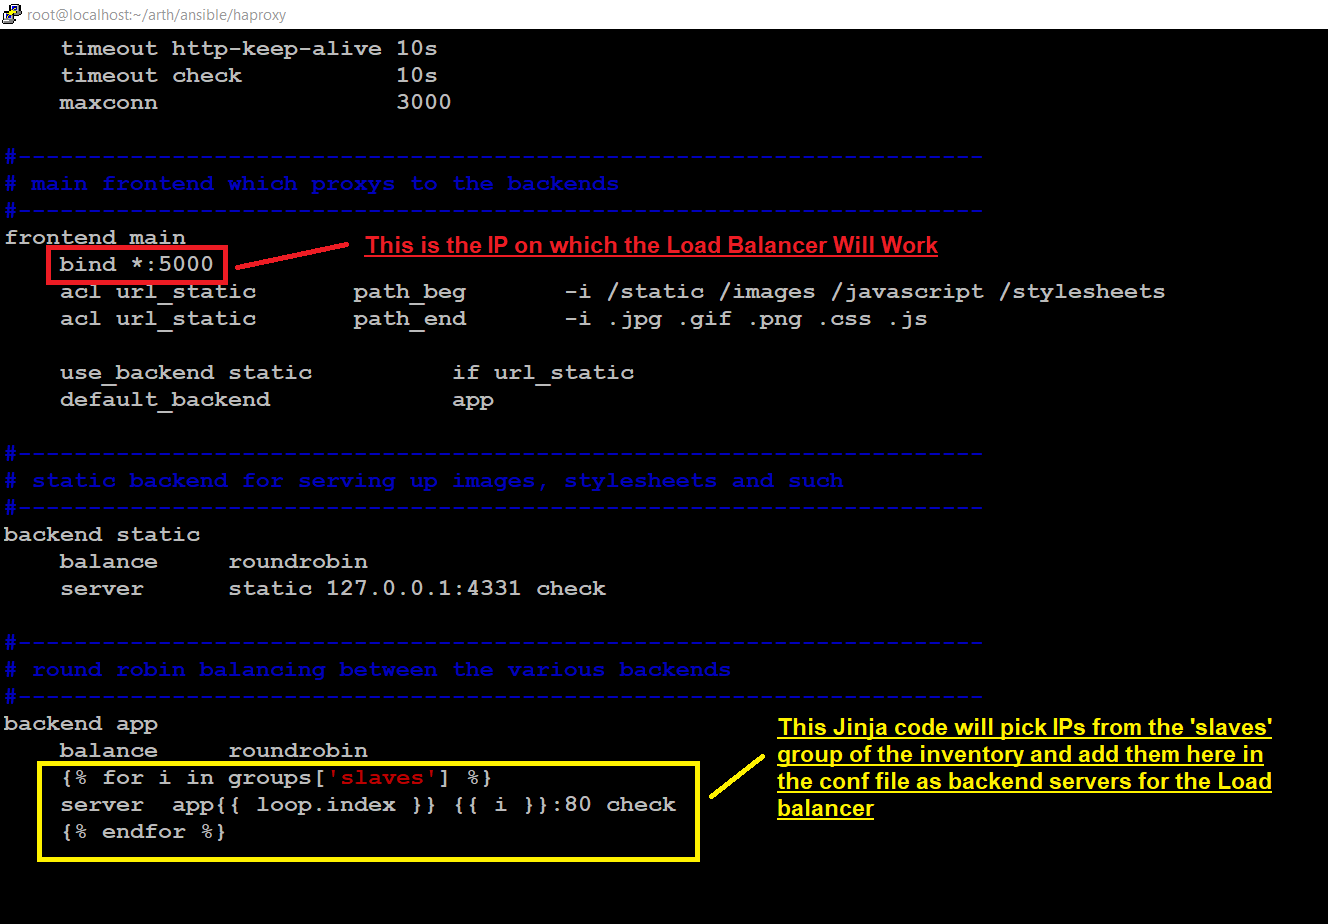 root@localhost:~/arth/ansible/haproxy
timeout http-keep-alive 10s
timeout check 10s
maxconn 3000
#---------------------------------------------------------------------
# main frontend which proxys to the backends
#---------------------------------------------------------------------
frontend main
This is the IP on which the Load Balancer Will Work
bind *:5000
acl url_static path_beg -i /static /images /javascript /stylesheets
acl url_static path_end -i .jpg .gif .png .css .js
use_backend static if url_static
default_backend app
#---------------------------------------------------------------------
# static backend for serving up images, stylesheets and such
#---------------------------------------------------------------------
backend static
balance roundrobin
server static 127.0.0.1:4331 check
#---------------------------------------------------------------------
# round robin balancing between the various backends
#---------------------------------------------------------------------
backend app
balance roundrobin
{% for i in groups['slaves'] %}
server app{{ loop.index }} {{ i }}:80 check
{% endfor %}
This Jinja code will pick IPs from the 'slaves'
group of the inventory and add them here in
the conf file as backend servers for the Load
balancer